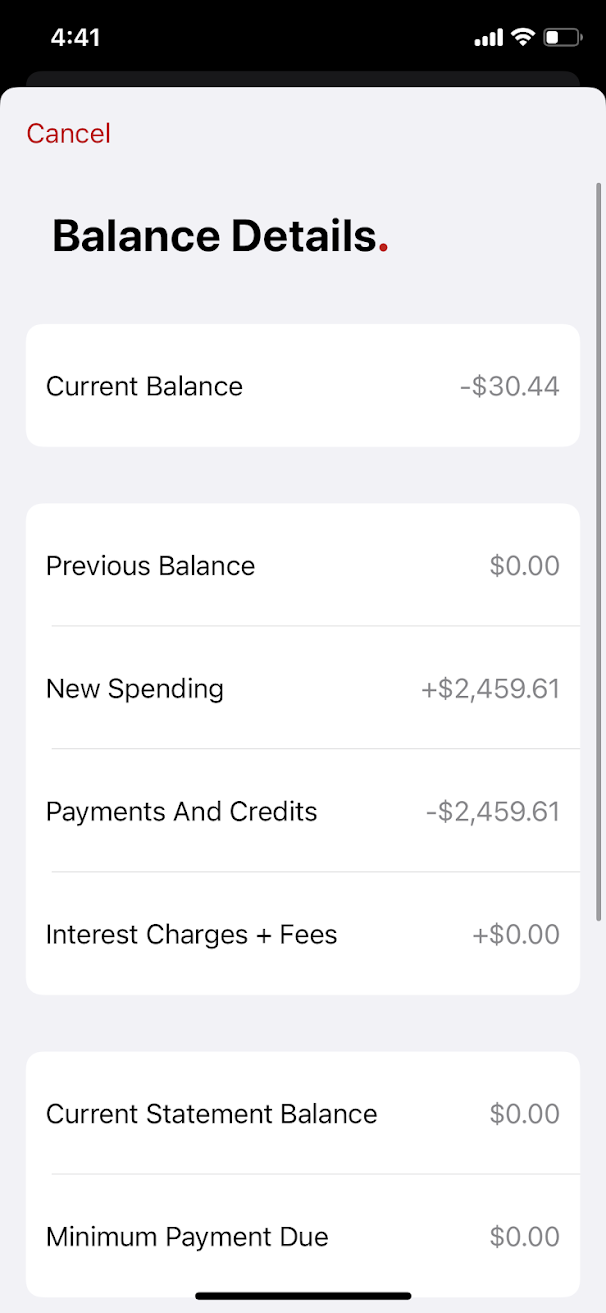 4:41
Cancel
Balance Details.
Current Balance -$30.44
Previous Balance $0.00
New Spending +$2,459.61
Payments And Credits -$2,459.61
Interest Charges + Fees +$0.00
Current Statement Balance $0.00
Minimum Payment Due $0.00